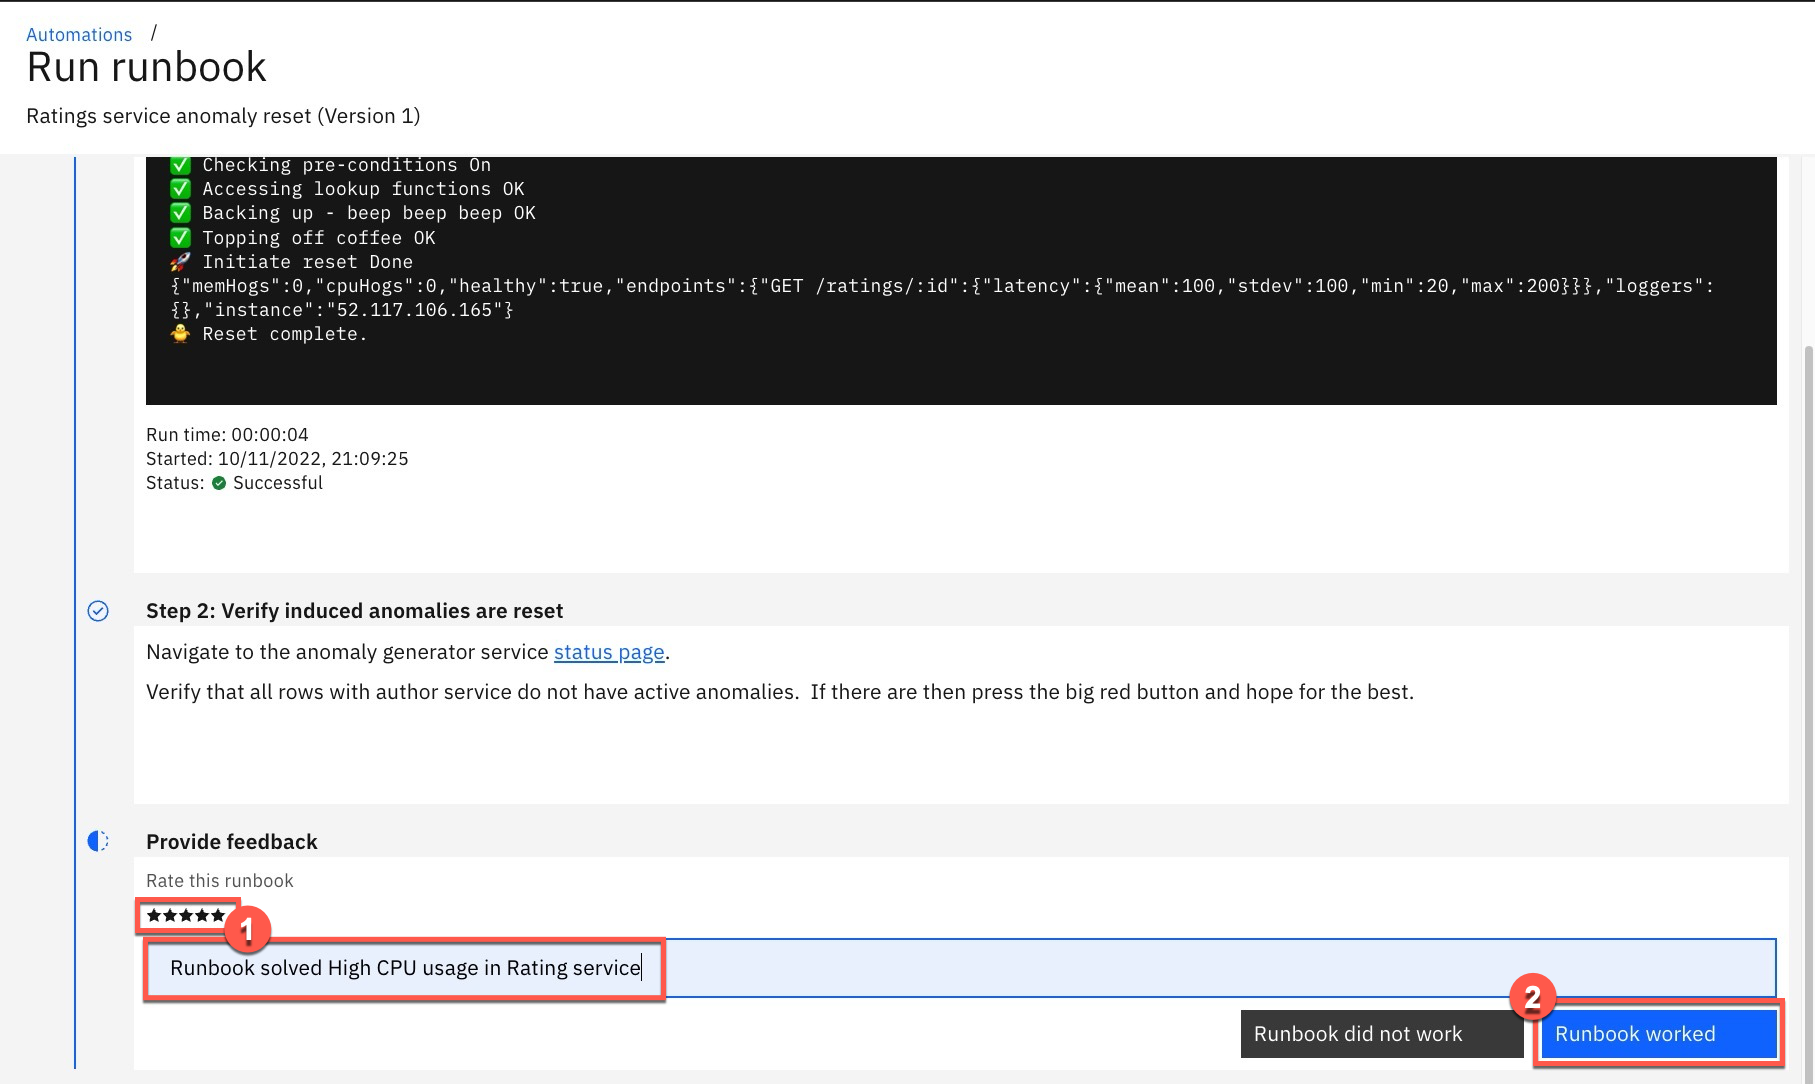 Automations /
Run runbook
Ratings service anomaly reset (Version 1)
✅ Checking pre-conditions On
✅ Accessing lookup functions OK
✅ Backing up - beep beep beep OK
✅ Topping off coffee OK
🚀 Initiate reset Done
{"memHogs":0,"cpuHogs":0,"healthy":true,"endpoints":{"GET /ratings/:id":{"latency":{"mean":100,"stdev":100,"min":20,"max":200}}},"loggers":
{},"instance":"52.117.106.165"}
🐥 Reset complete.
Run time: 00:00:04
Started: 10/11/2022, 21:09:25
Status: Successful
Step 2: Verify induced anomalies are reset
Navigate to the anomaly generator service status page.
Verify that all rows with author service do not have active anomalies.  If there are then press the big red button and hope for the best.
Provide feedback
Rate this runbook
★★★★★ 1
Runbook solved High CPU usage in Rating service
2
Runbook did not work
Runbook worked